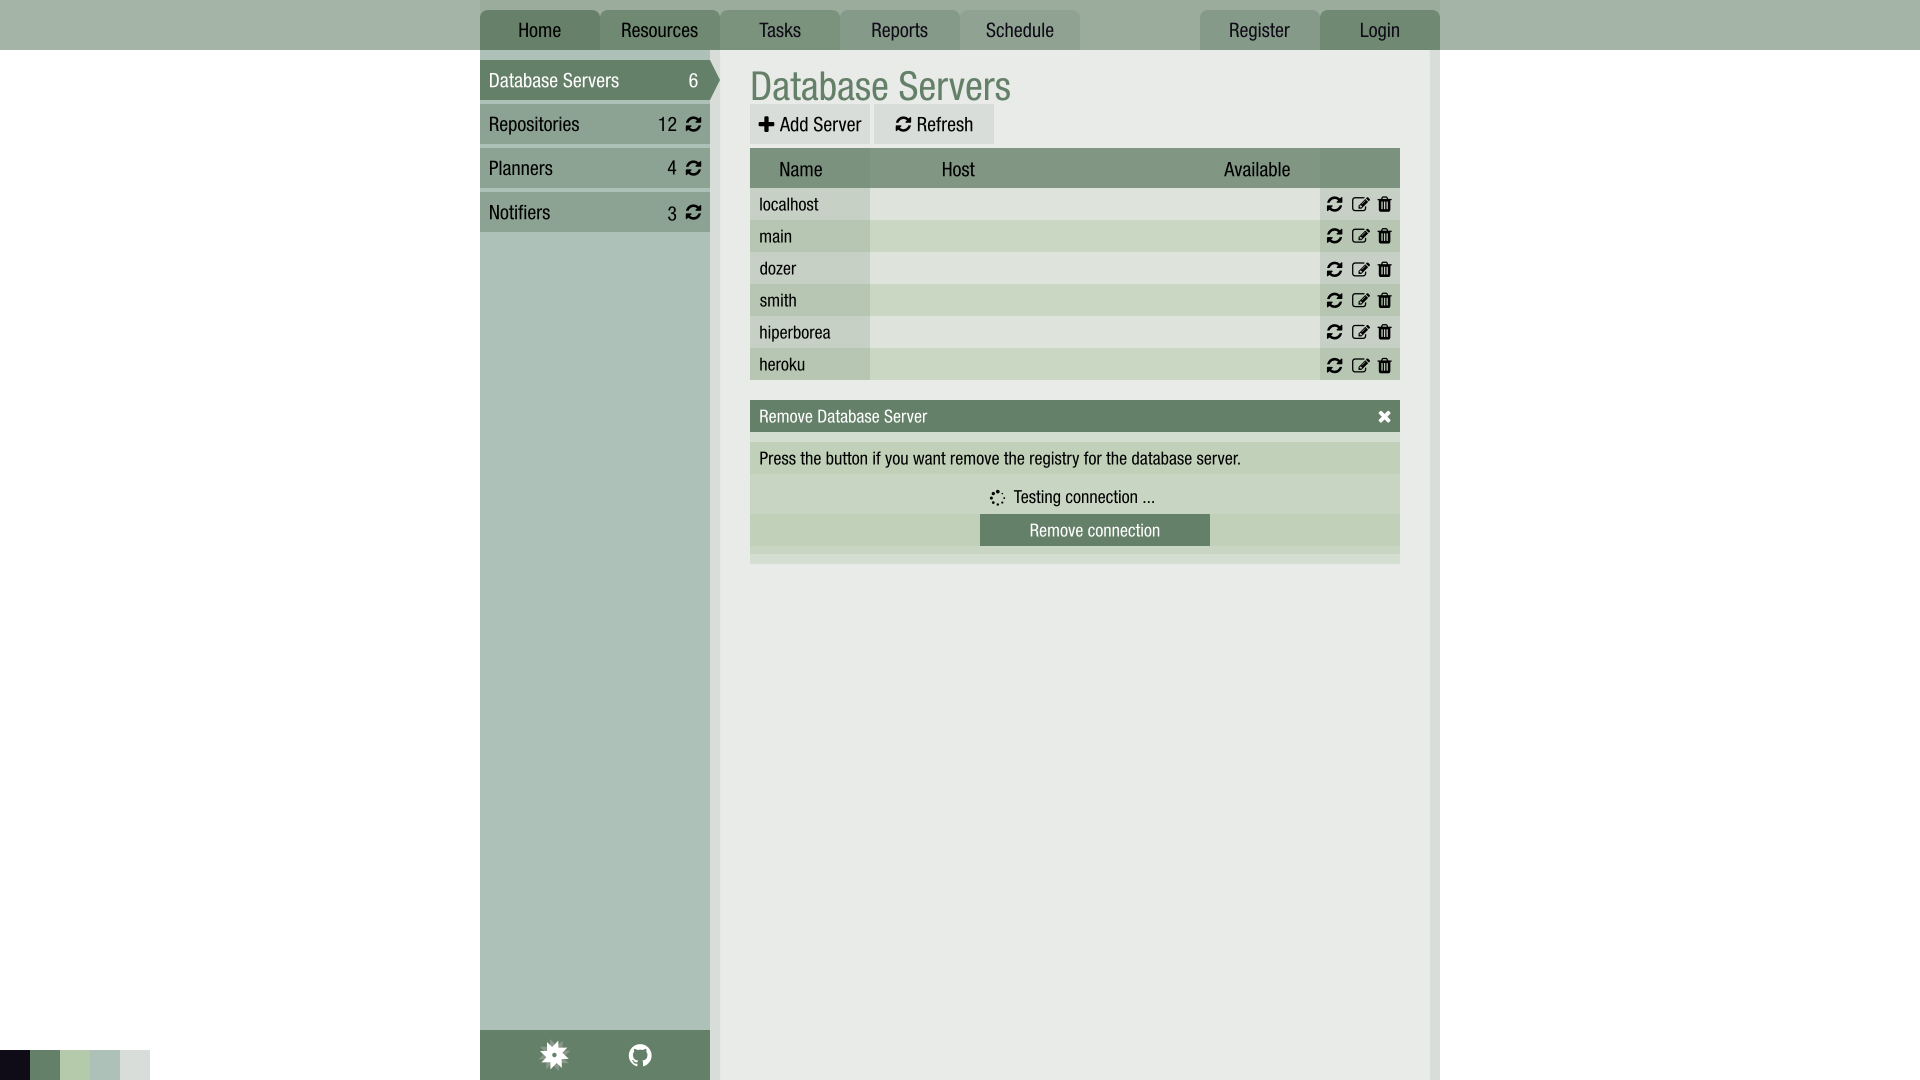 Home Resources Tasks Reports Schedule Register Login
Database Servers 6
Repositories 12
Planners 4
Notifiers 3
Database Servers
Add Server Refresh
Name Host Available
localhost
main
dozer
smith
hiperborea
heroku
Remove Database Server
Press the button if you want remove the registry for the database server.
Testing connection ...
Remove connection